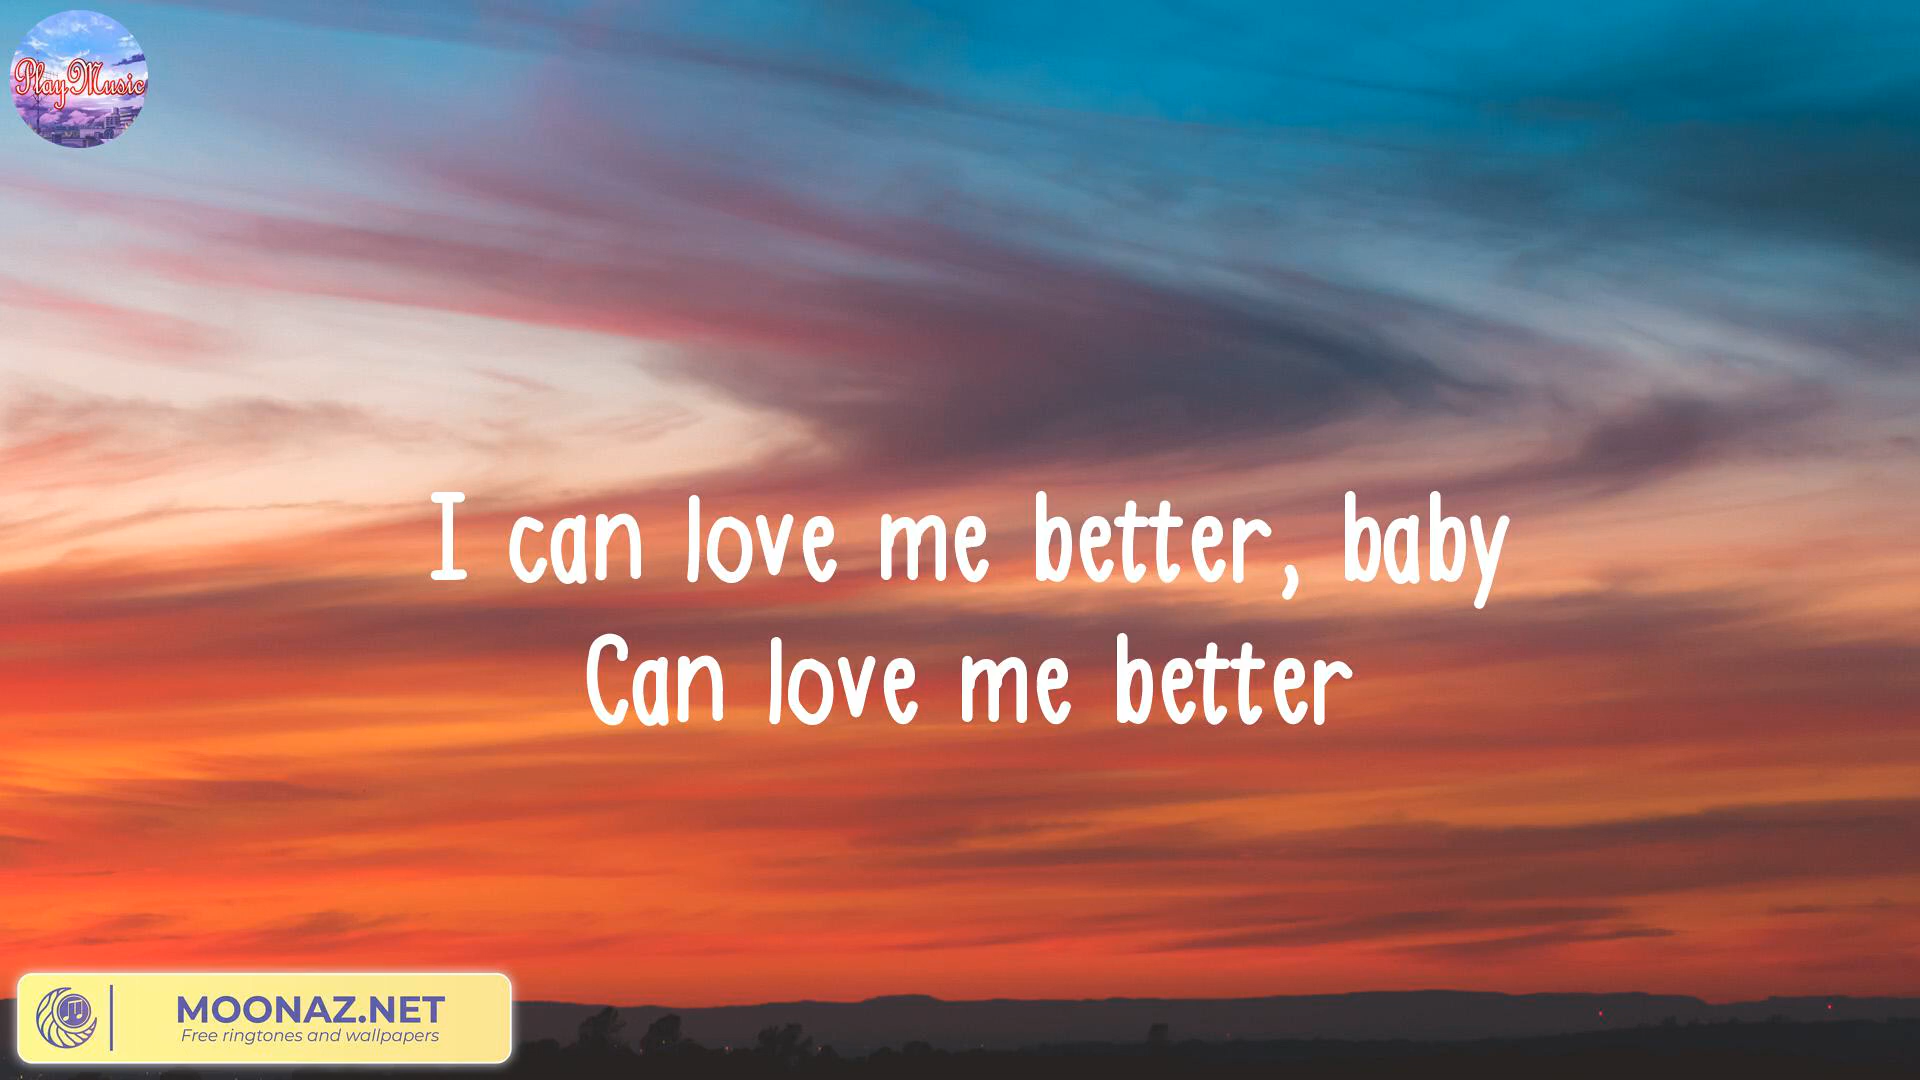 Play Music
I can love me better, baby
Can love me better
MOONAZ.NET
Free ringtones and wallpapers